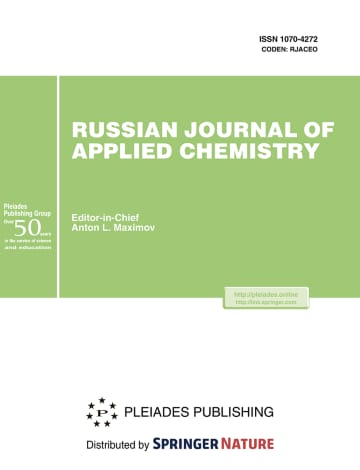 ISSN 1070-4272
CODEN: RJACEO
RUSSIAN JOURNAL OF
APPLIED CHEMISTRY
Pleiades
Publishing Group
Over 50 years
in the service of science
and education
Editor-in-Chief
Anton L. Maximov
http://pleiades.online
http://link.springer.com
P
PLEIADES PUBLISHING
Distributed by SPRINGER NATURE